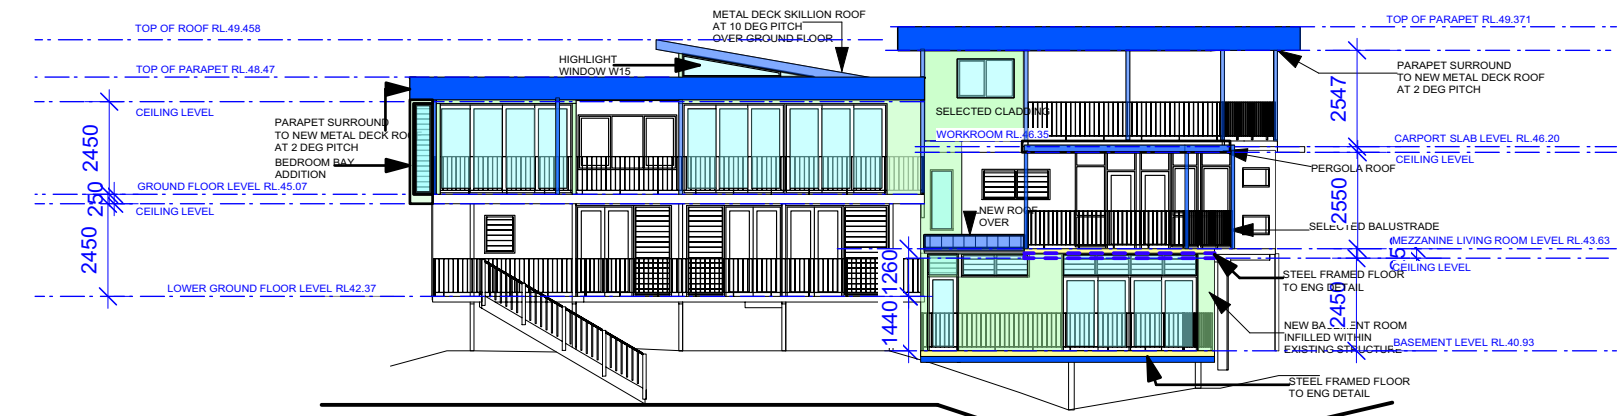 TOP OF ROOF RL.49.458
TOP OF PARAPET RL.48.47
CEILING LEVEL
PARAPET SURROUND
TO NEW METAL DECK ROOF
AT 2 DEG PITCH
BEDROOM BAY
ADDITION
GROUND FLOOR LEVEL RL.45.07
CEILING LEVEL
LOWER GROUND FLOOR LEVEL RL42.37
2450
250
2450
METAL DECK SKILLION ROOF
AT 10 DEG PITCH
OVER GROUND FLOOR
HIGHLIGHT
WINDOW W15
SELECTED CLADDING
WORKROOM RL.46.35
NEW ROOF
OVER
1260
1440
TOP OF PARAPET RL.49.371
PARAPET SURROUND
TO NEW METAL DECK ROOF
AT 2 DEG PITCH
CARPORT SLAB LEVEL RL.46.20
CEILING LEVEL
PERGOLA ROOF
SELECTED BALUSTRADE
MEZZANINE LIVING ROOM LEVEL RL.43.63
CEILING LEVEL
STEEL FRAMED FLOOR
TO ENG DETAIL
NEW BASEMENT ROOM
INFILLED WITHIN
EXISTING STRUCTURE
BASEMENT LEVEL RL.40.93
STEEL FRAMED FLOOR
TO ENG DETAIL
2547
2550
2450